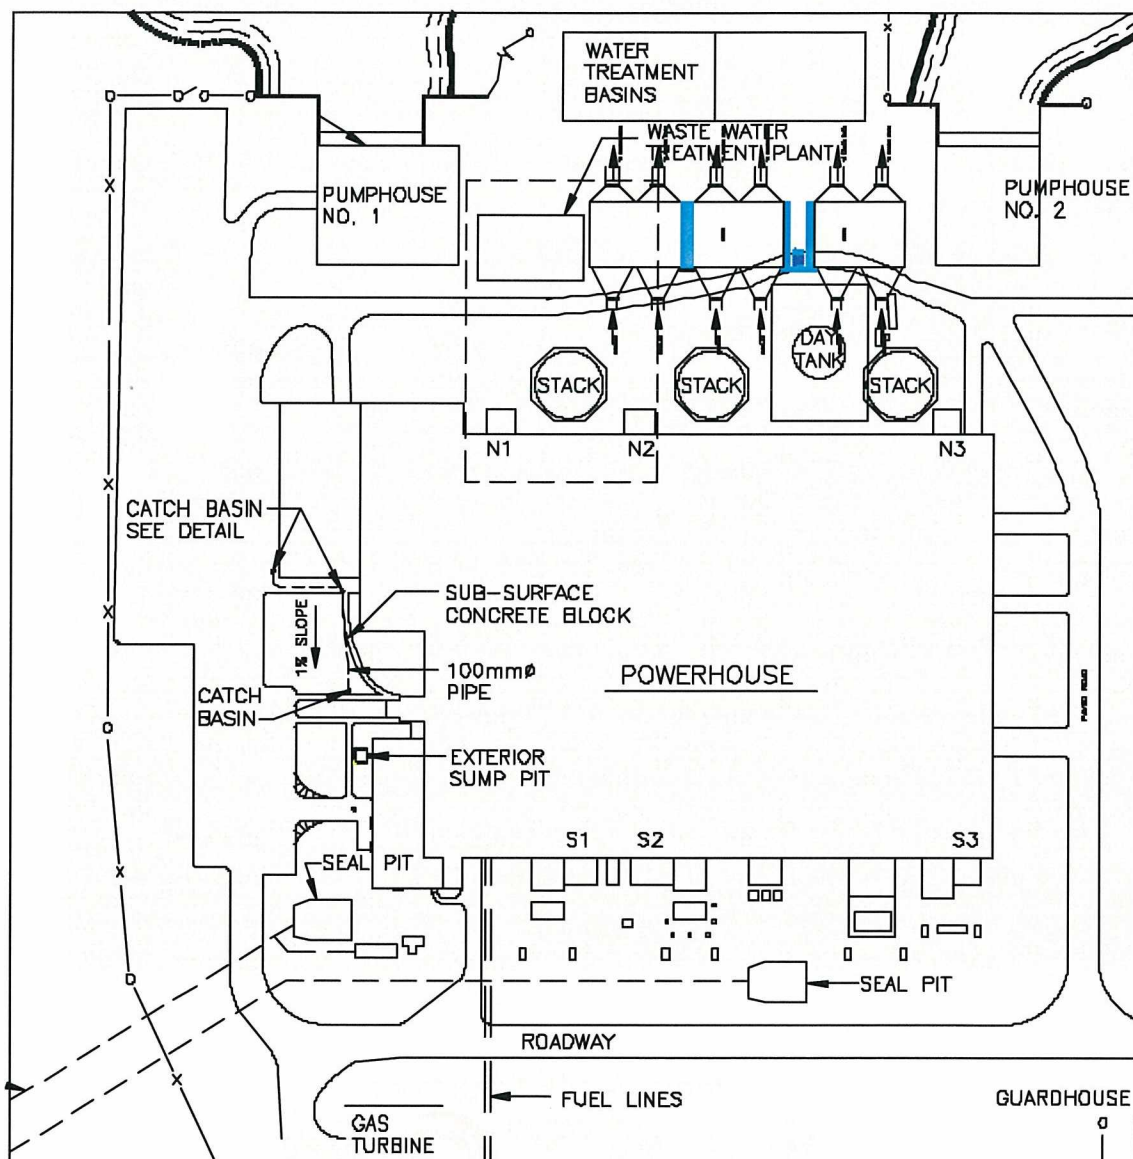 WATER
TREATMENT
BASINS
WASTE WATER
TREATMENT PLANT
PUMPHOUSE
NO. 1
PUMPHOUSE
NO. 2
DAY
TANK
STACK
STACK
STACK
N1
N2
N3
CATCH BASIN
SEE DETAIL
SUB-SURFACE
CONCRETE BLOCK
1% SLOPE
100mmø
PIPE
POWERHOUSE
CATCH
BASIN
PAVED ROAD
EXTERIOR
SUMP PIT
S1
S2
S3
SEAL PIT
SEAL PIT
ROADWAY
FUEL LINES
GUARDHOUSE
GAS
TURBINE